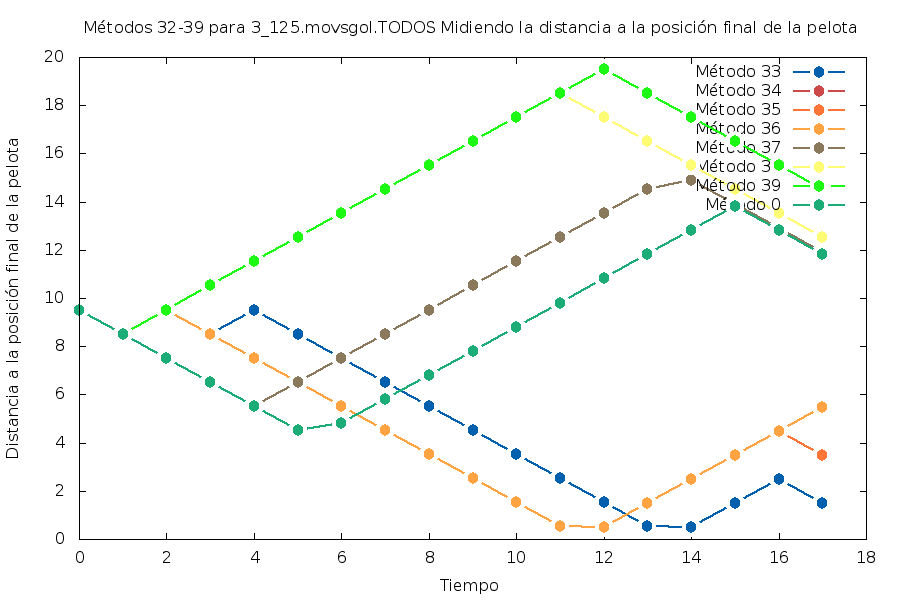 Métodos 32-39 para 3_125.movsgol.TODOS Midiendo la distancia a la posición final de la pelota
Distancia a la posición final de la pelota
20
18
16
14
12
10
8
6
4
2
0
Método 33
Método 34
Método 35
Método 36
Método 37
Método 39
0 2 4 6 8 10 12 14 16 18
Tiempo